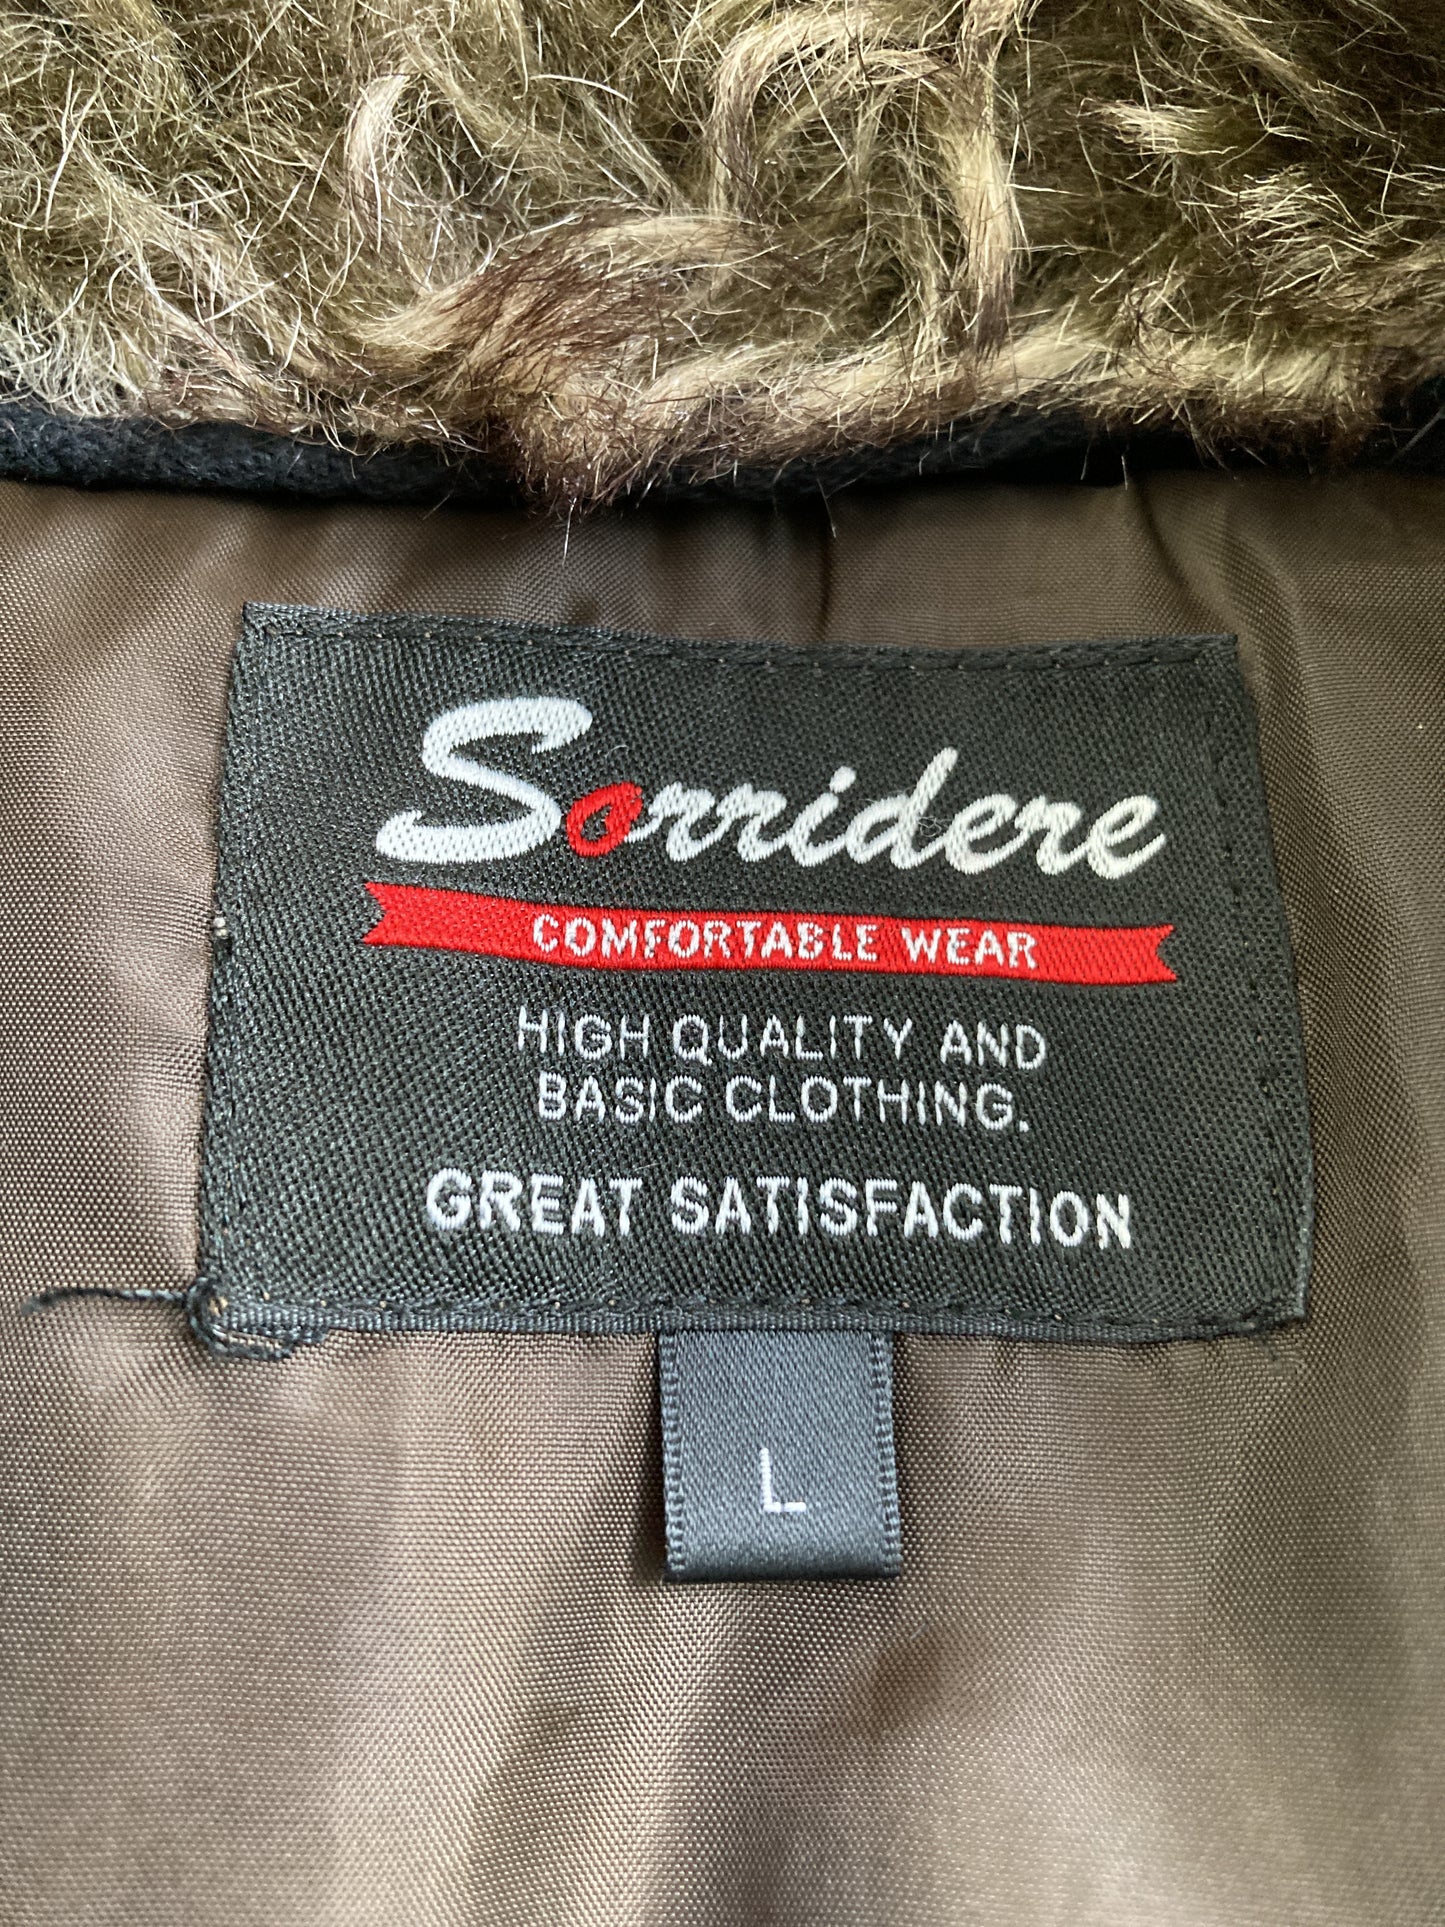 Sorridere
COMFORTABLE WEAR
HIGH QUALITY AND
BASIC CLOTHING.
GREAT SATISFACTION
L